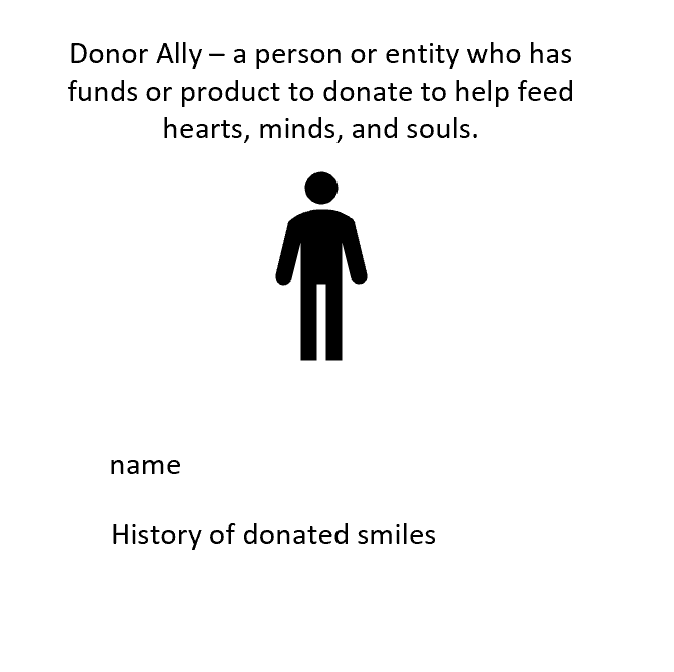 Donor Ally – a person or entity who has
funds or product to donate to help feed
hearts, minds, and souls.
name
History of donated smiles